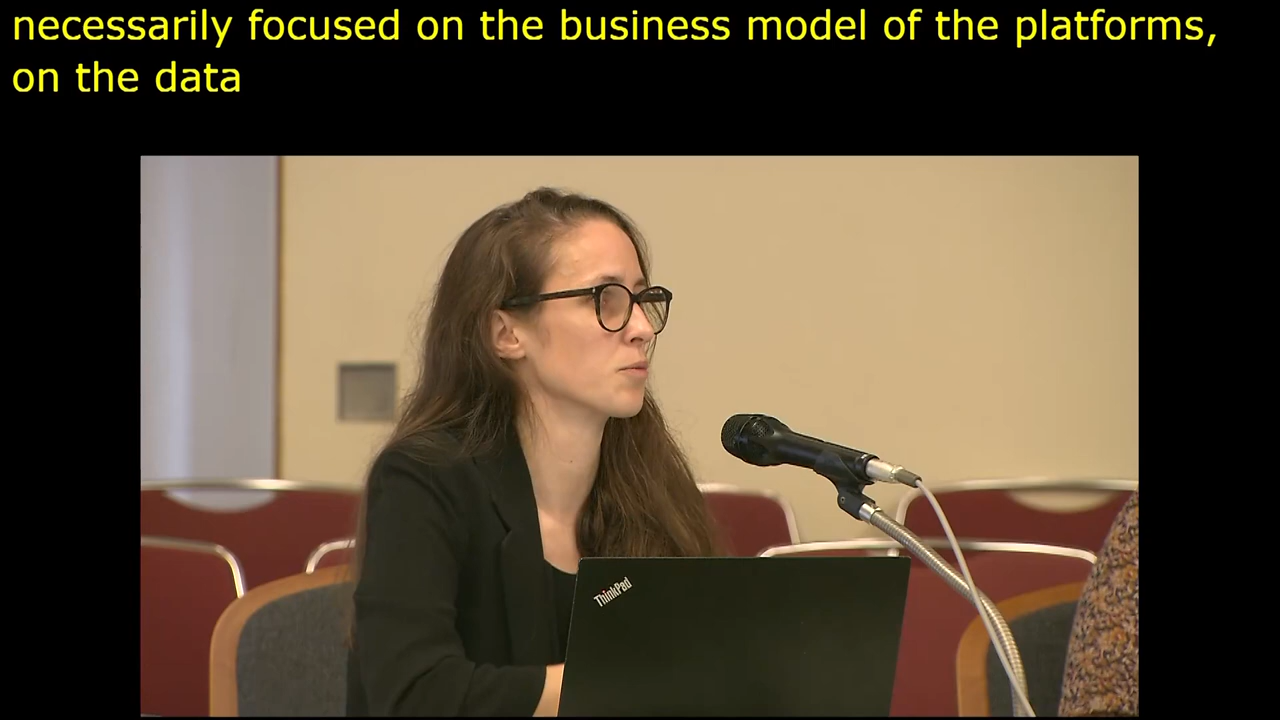 necessarily focused on the business model of the platforms,
on the data
ThinkPad